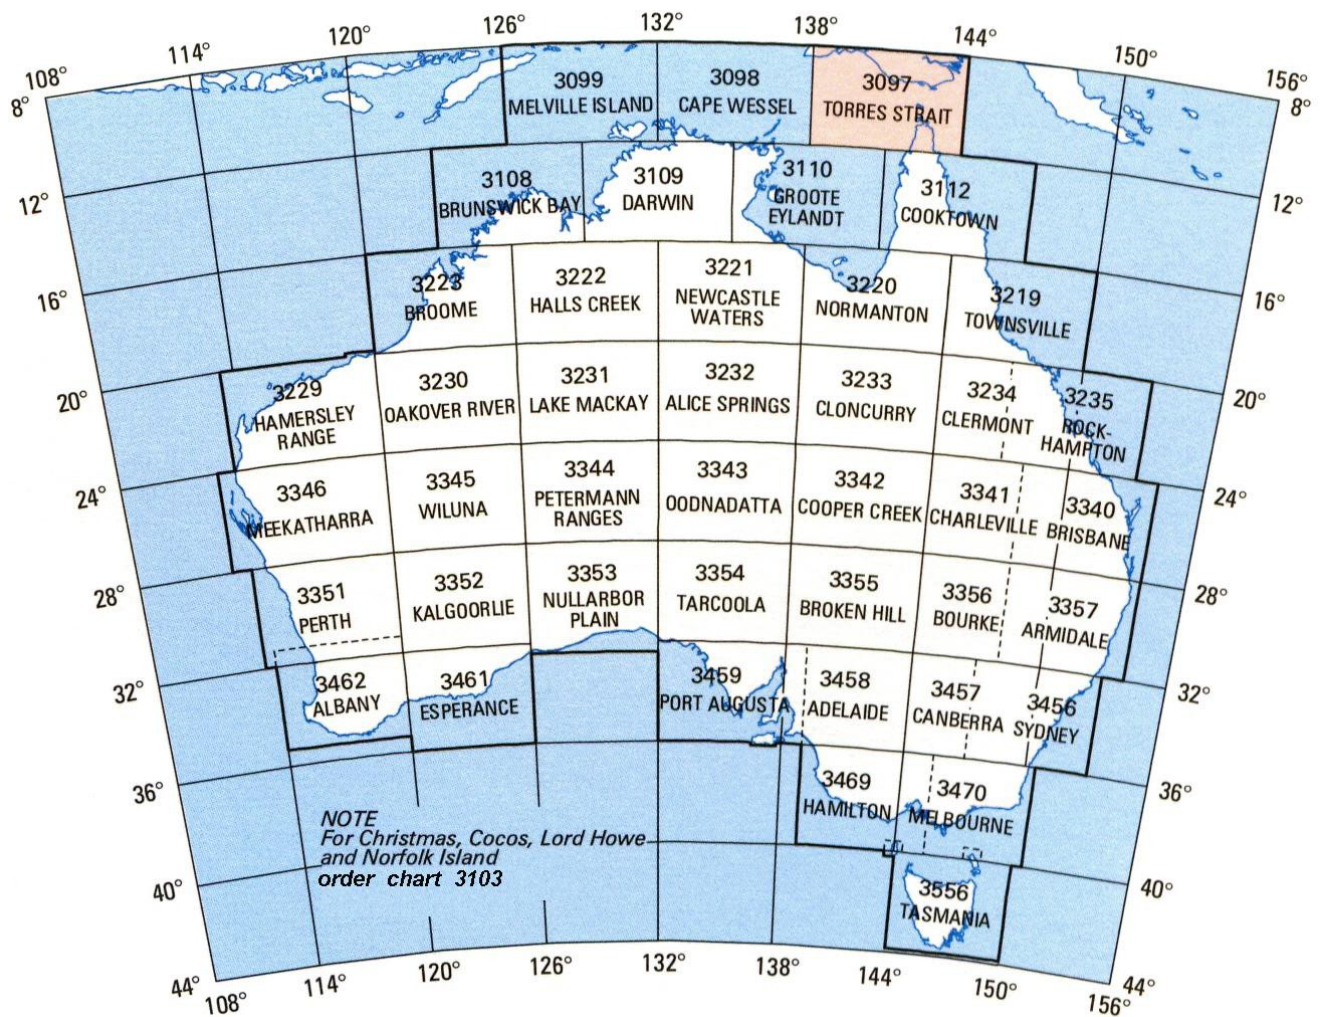 108°
114°
120°
126°
132°
138°
144°
150°
156°
8°
8°
3099
MELVILLE ISLAND
3098
CAPE WESSEL
3097
TORRES STRAIT
12°
12°
3108
BRUNSWICK BAY
3109
DARWIN
3110
GROOTE
EYLANDT
3112
COOKTOWN
16°
16°
3223
BROOME
3222
HALLS CREEK
3221
NEWCASTLE
WATERS
3220
NORMANTON
3219
TOWNSVILLE
20°
20°
3229
HAMERSLEY
RANGE
3230
OAKOVER RIVER
3231
LAKE MACKAY
3232
ALICE SPRINGS
3233
CLONCURRY
3234
CLERMONT
3235
ROCK-
HAMPTON
24°
24°
3346
MEEKATHARRA
3345
WILUNA
3344
PETERMANN
RANGES
3343
OODNADATTA
3342
COOPER CREEK
3341
CHARLEVILLE
3340
BRISBANE
28°
28°
3351
PERTH
3352
KALGOORLIE
3353
NULLARBOR
PLAIN
3354
TARCOOLA
3355
BROKEN HILL
3356
BOURKE
3357
ARMIDALE
32°
32°
3462
ALBANY
3461
ESPERANCE
3459
PORT AUGUSTA
3458
ADELAIDE
3457
CANBERRA
3456
SYDNEY
36°
36°
3469
HAMILTON
3470
MELBOURNE
NOTE
For Christmas, Cocos, Lord Howe
and Norfolk Island
order chart 3103
40°
40°
3556
TASMANIA
44°
44°
108°
114°
120°
126°
132°
138°
144°
150°
156°